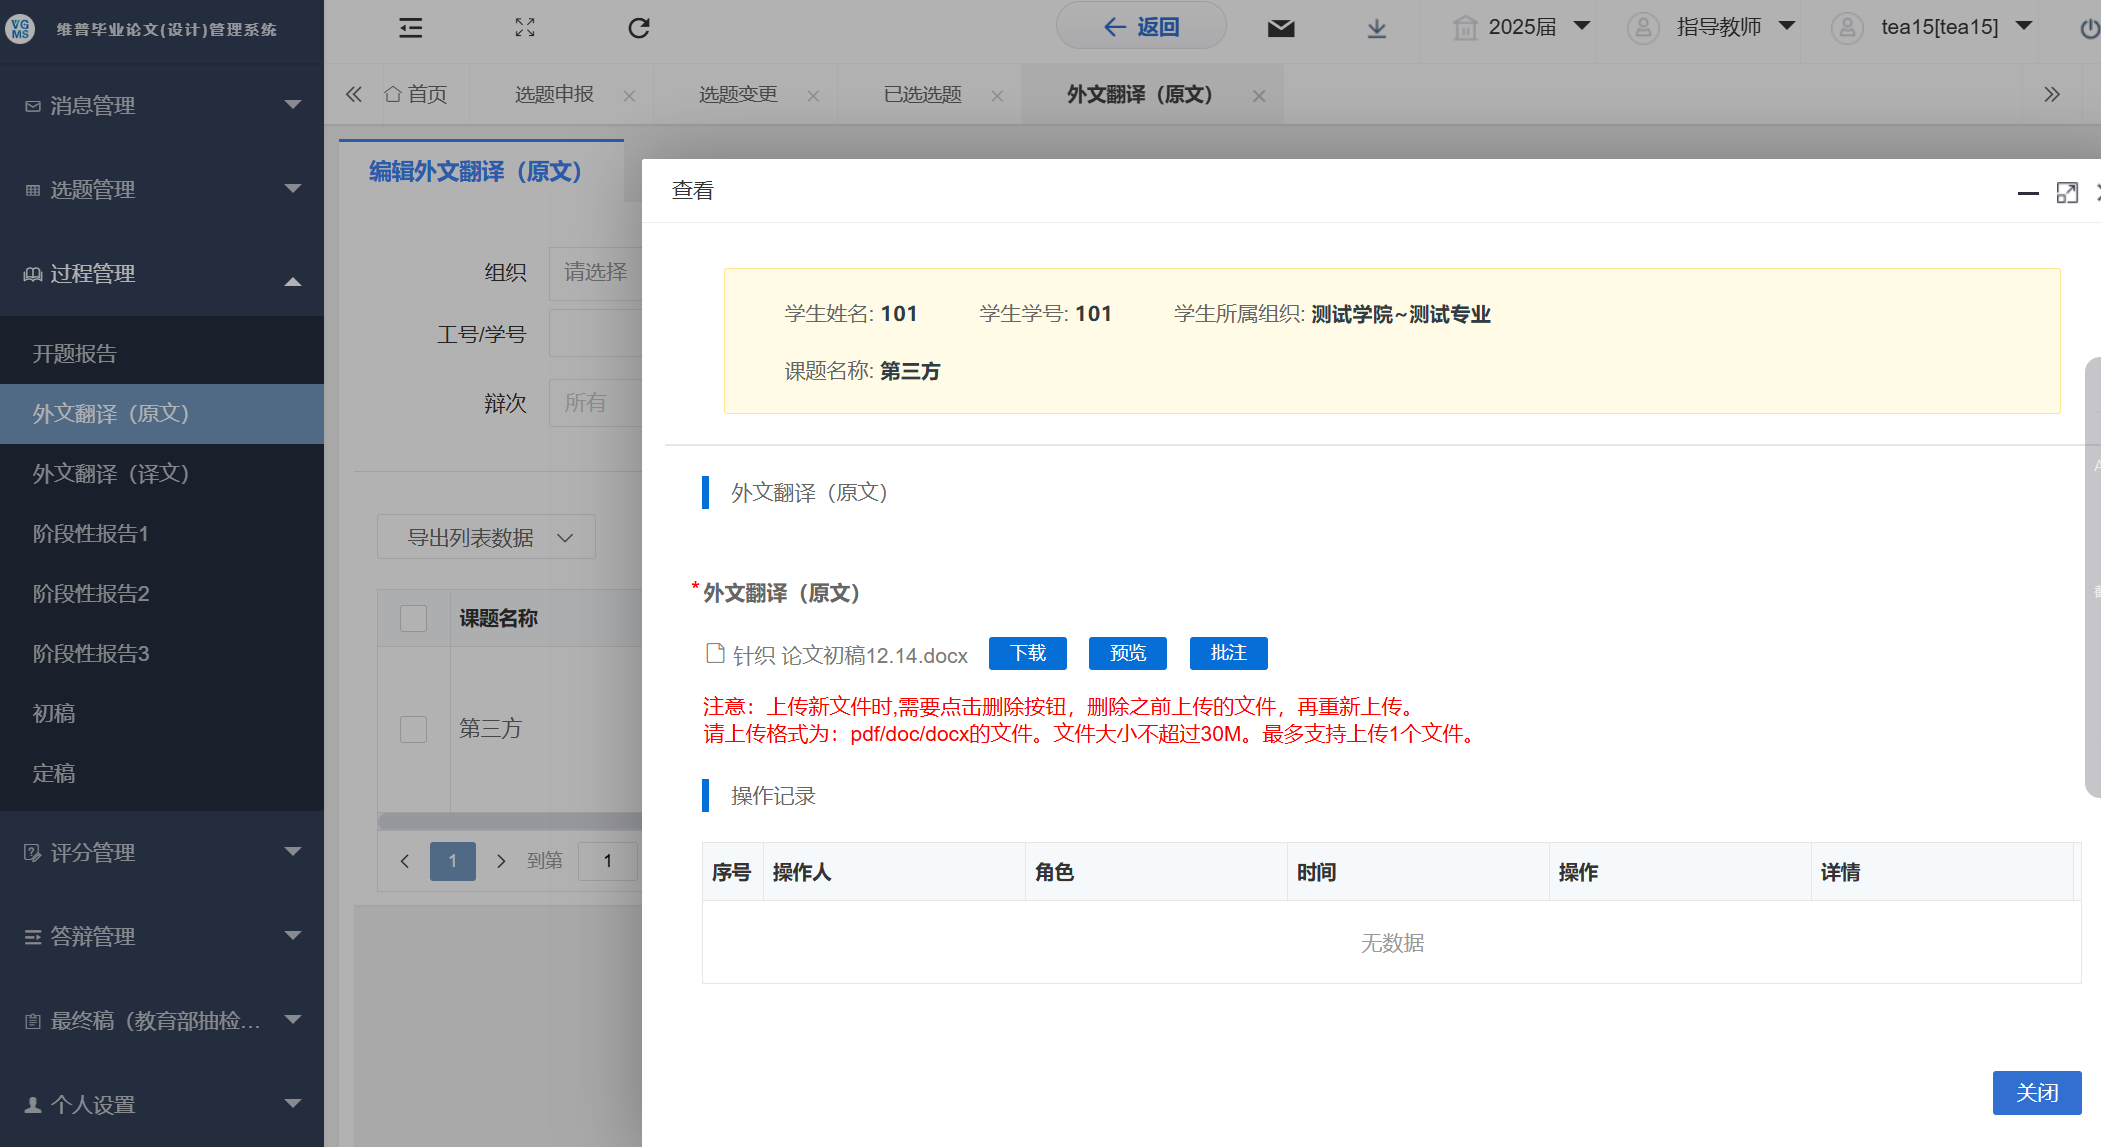 维普毕业论文(设计)管理系统
返回
2025届
指导教师
tea15[tea15]
首页
选题申报
选题变更
已选选题
外文翻译（原文）
消息管理
选题管理
过程管理
开题报告
外文翻译（原文）
外文翻译（译文）
阶段性报告1
阶段性报告2
阶段性报告3
初稿
定稿
评分管理
答辩管理
最终稿（教育部抽检...
个人设置
编辑外文翻译（原文）
组织
请选择
工号/学号
辩次
所有
导出列表数据
课题名称
第三方
1
到第
1
查看
学生姓名: 101 学生学号: 101 学生所属组织: 测试学院~测试专业
课题名称: 第三方
外文翻译（原文）
*外文翻译（原文）
针织 论文初稿12.14.docx 下载 预览 批注
注意：上传新文件时,需要点击删除按钮，删除之前上传的文件，再重新上传。
请上传格式为：pdf/doc/docx的文件。文件大小不超过30M。最多支持上传1个文件。
操作记录
序号 操作人 角色 时间 操作 详情
无数据
关闭